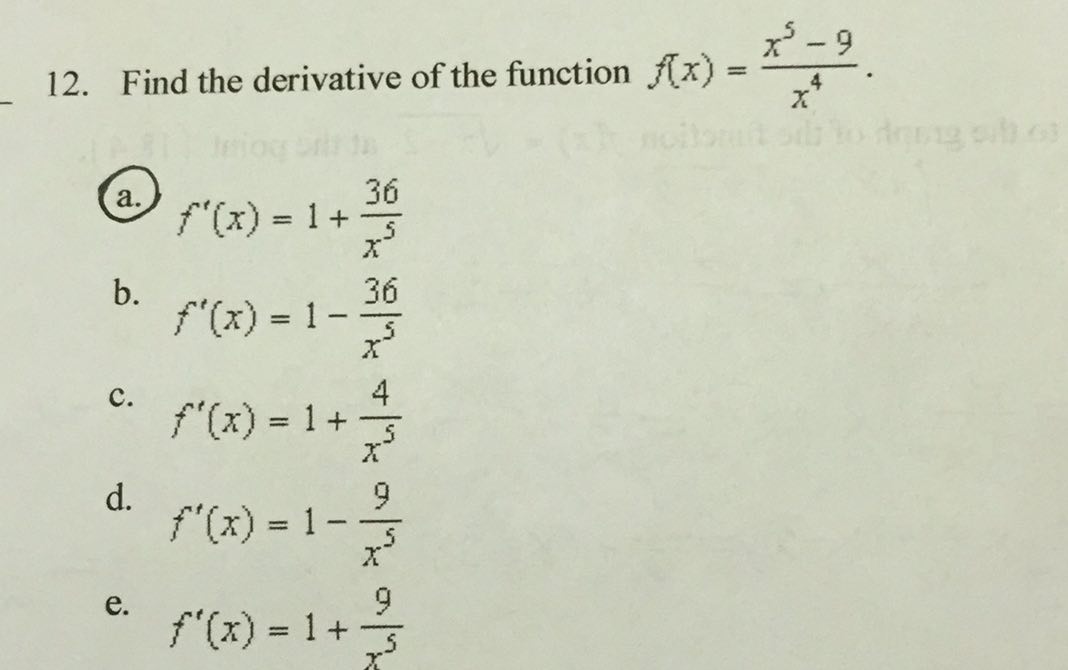 12. Find the derivative of the function f(x) = \frac{x^5 - 9}{x^4}.
a. f'(x) = 1 + \frac{36}{x^5}
b. f'(x) = 1 - \frac{36}{x^5}
c. f'(x) = 1 + \frac{4}{x^5}
d. f'(x) = 1 - \frac{9}{x^5}
e. f'(x) = 1 + \frac{9}{x^5}